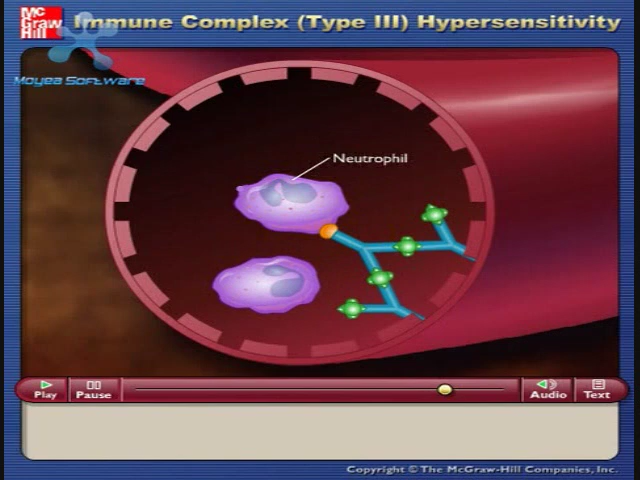 Mc
Graw
Hill
Immune Complex (Type III) Hypersensitivity
Moyea Software
Neutrophil
Play
Pause
Audio
Text
Copyright © The McGraw-Hill Companies, Inc.